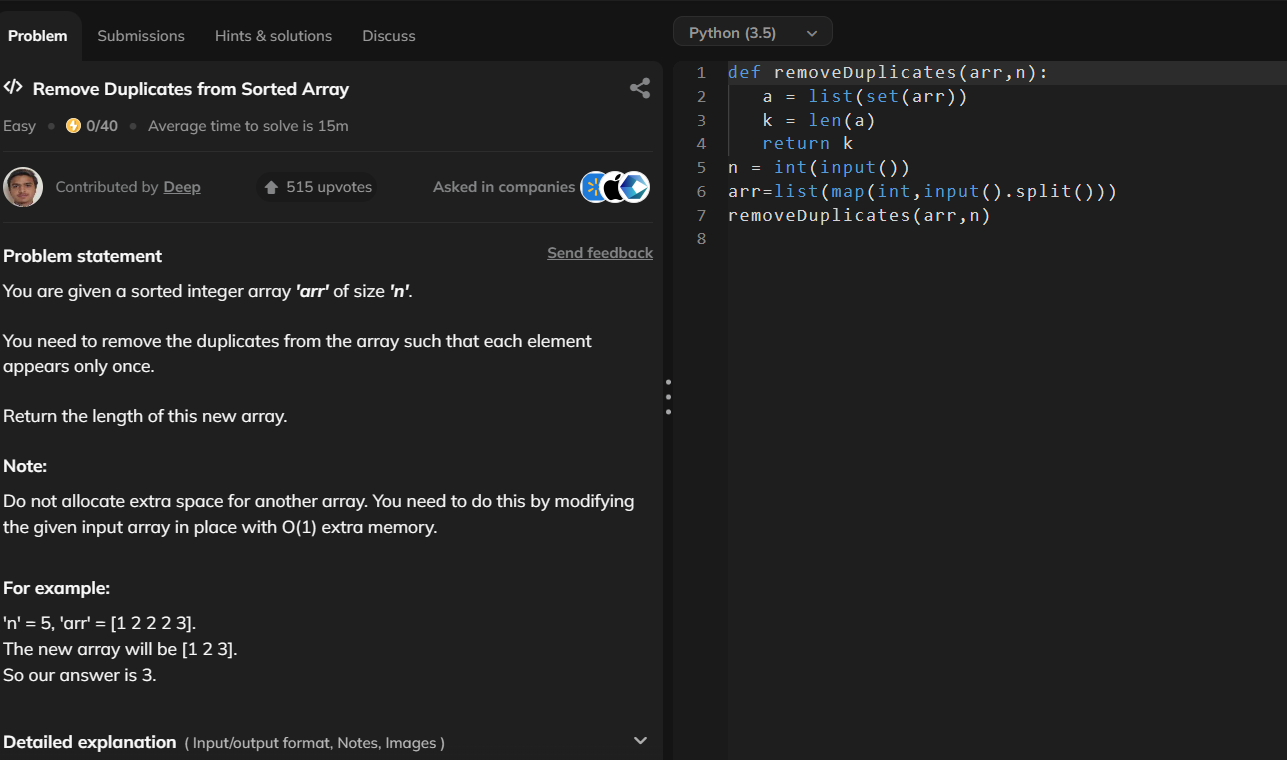 Problem
Submissions
Hints & solutions
Discuss
Remove Duplicates from Sorted Array
Easy • 0/40 • Average time to solve is 15m
Contributed by Deep
515 upvotes
Asked in companies
Problem statement
Send feedback
You are given a sorted integer array 'arr' of size 'n'.
You need to remove the duplicates from the array such that each element
appears only once.
Return the length of this new array.
Note:
Do not allocate extra space for another array. You need to do this by modifying
the given input array in place with O(1) extra memory.
For example:
'n' = 5, 'arr' = [1 2 2 2 3].
The new array will be [1 2 3].
So our answer is 3.
Detailed explanation ( Input/output format, Notes, Images )
Python (3.5)
1 def removeDuplicates(arr,n):
2 a = list(set(arr))
3 k = len(a)
4 return k
5 n = int(input())
6 arr=list(map(int,input().split()))
7 removeDuplicates(arr,n)
8